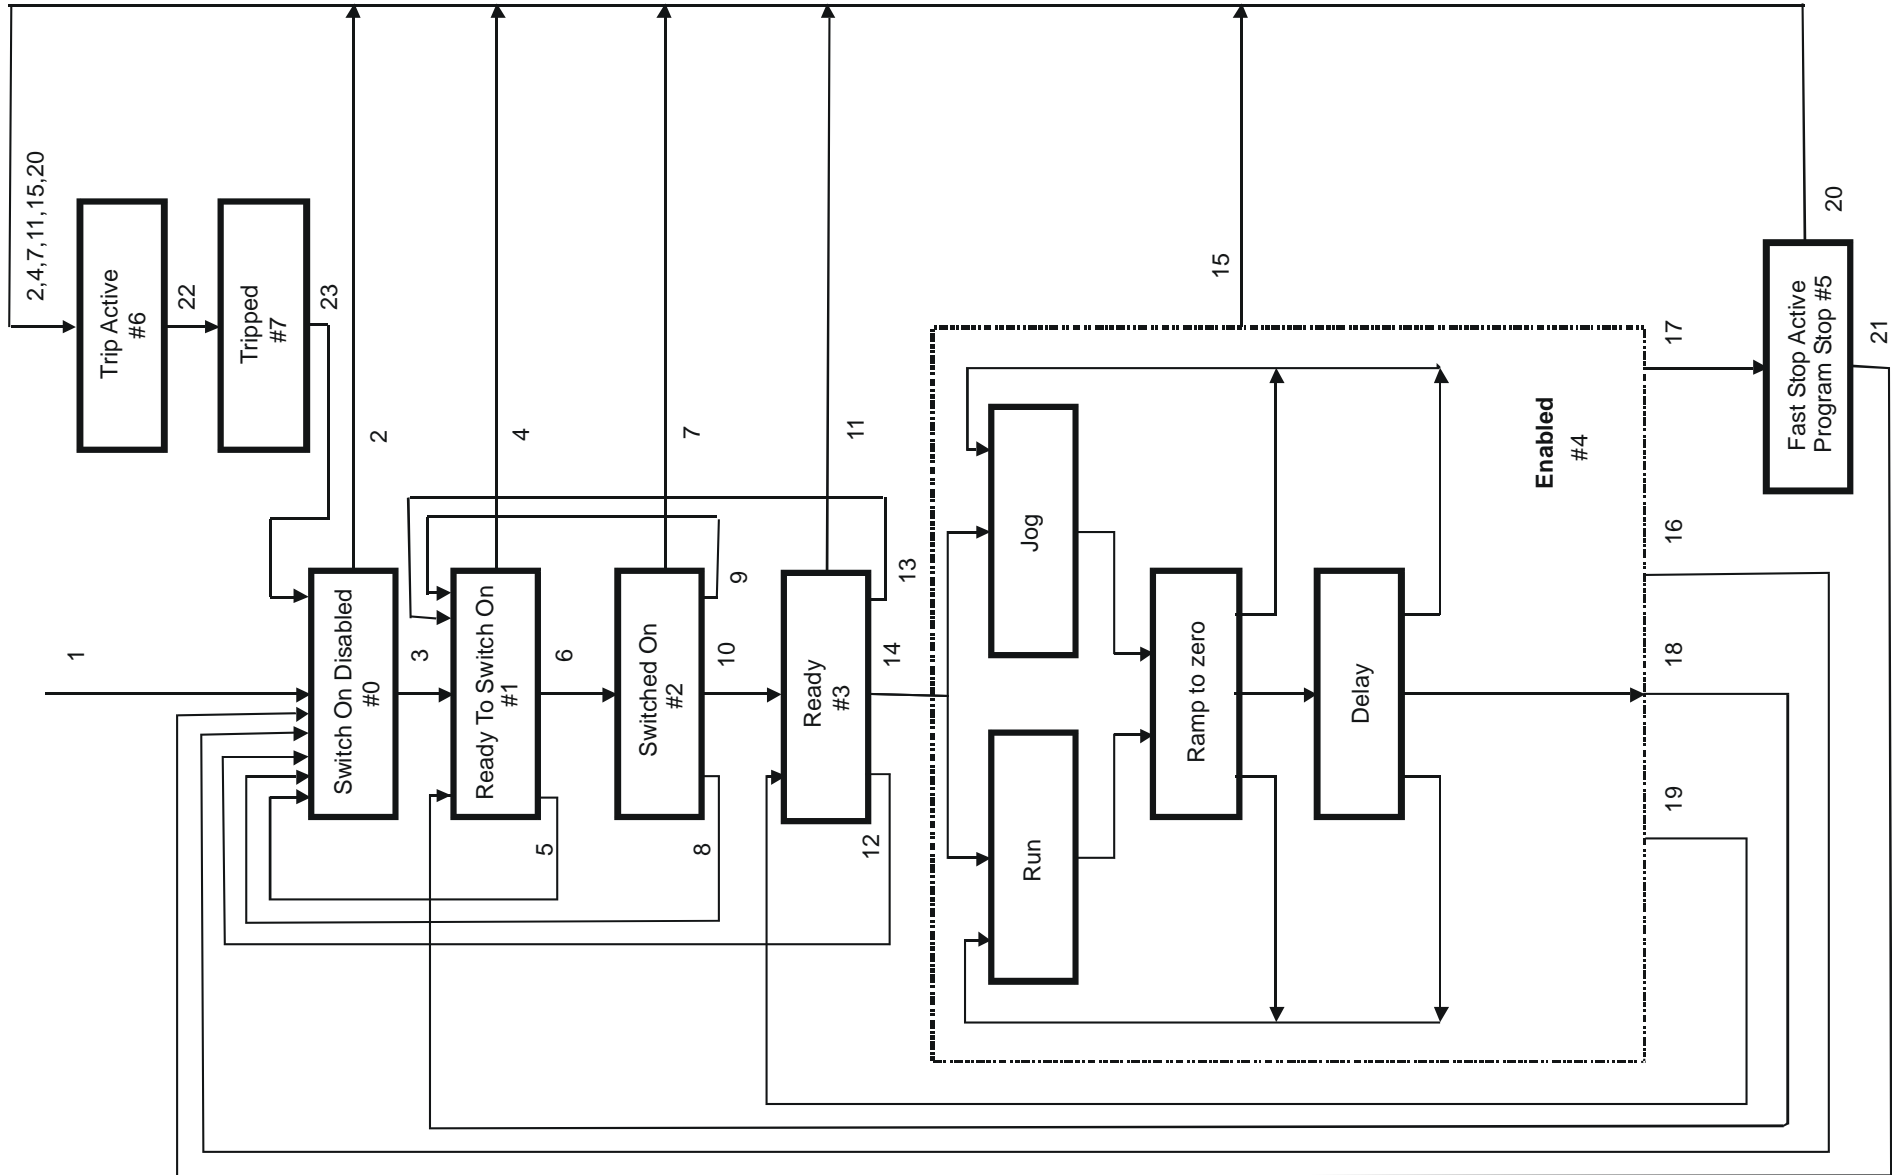 2,4,7,11,15,20
Trip Active
#6
22
Tripped
#7
23
1
Switch On Disabled
#0
2
3
Ready To Switch On
#1
4
5
6
Switched On
#2
7
8
9
10
Ready
#3
11
12
13
14
Run
Jog
Ramp to zero
Delay
Enabled
#4
15
16
17
18
19
Fast Stop Active
Program Stop #5
20
21